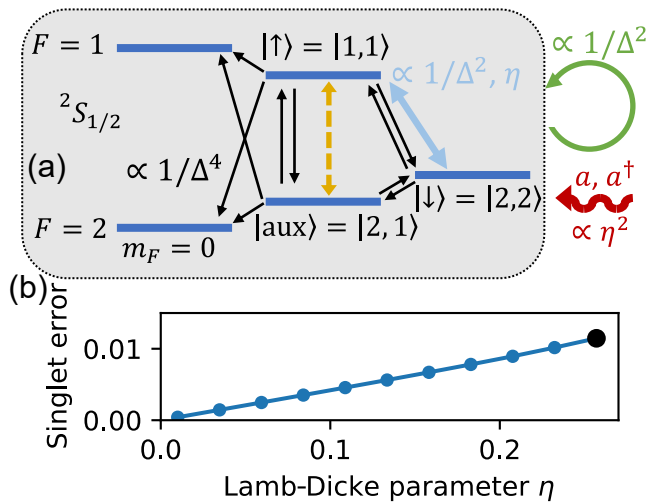 F = 1
|↑⟩ = |1,1⟩
∝ 1/Δ²
∝ 1/Δ², η
²S₁/₂
(a)
∝ 1/Δ⁴
|↓⟩ = |2,2⟩
a, a†
∝ η²
F = 2
m_F = 0
|aux⟩ = |2, 1⟩
(b)
Singlet error
0.01
0.00
0.0 0.1 0.2
Lamb-Dicke parameter η